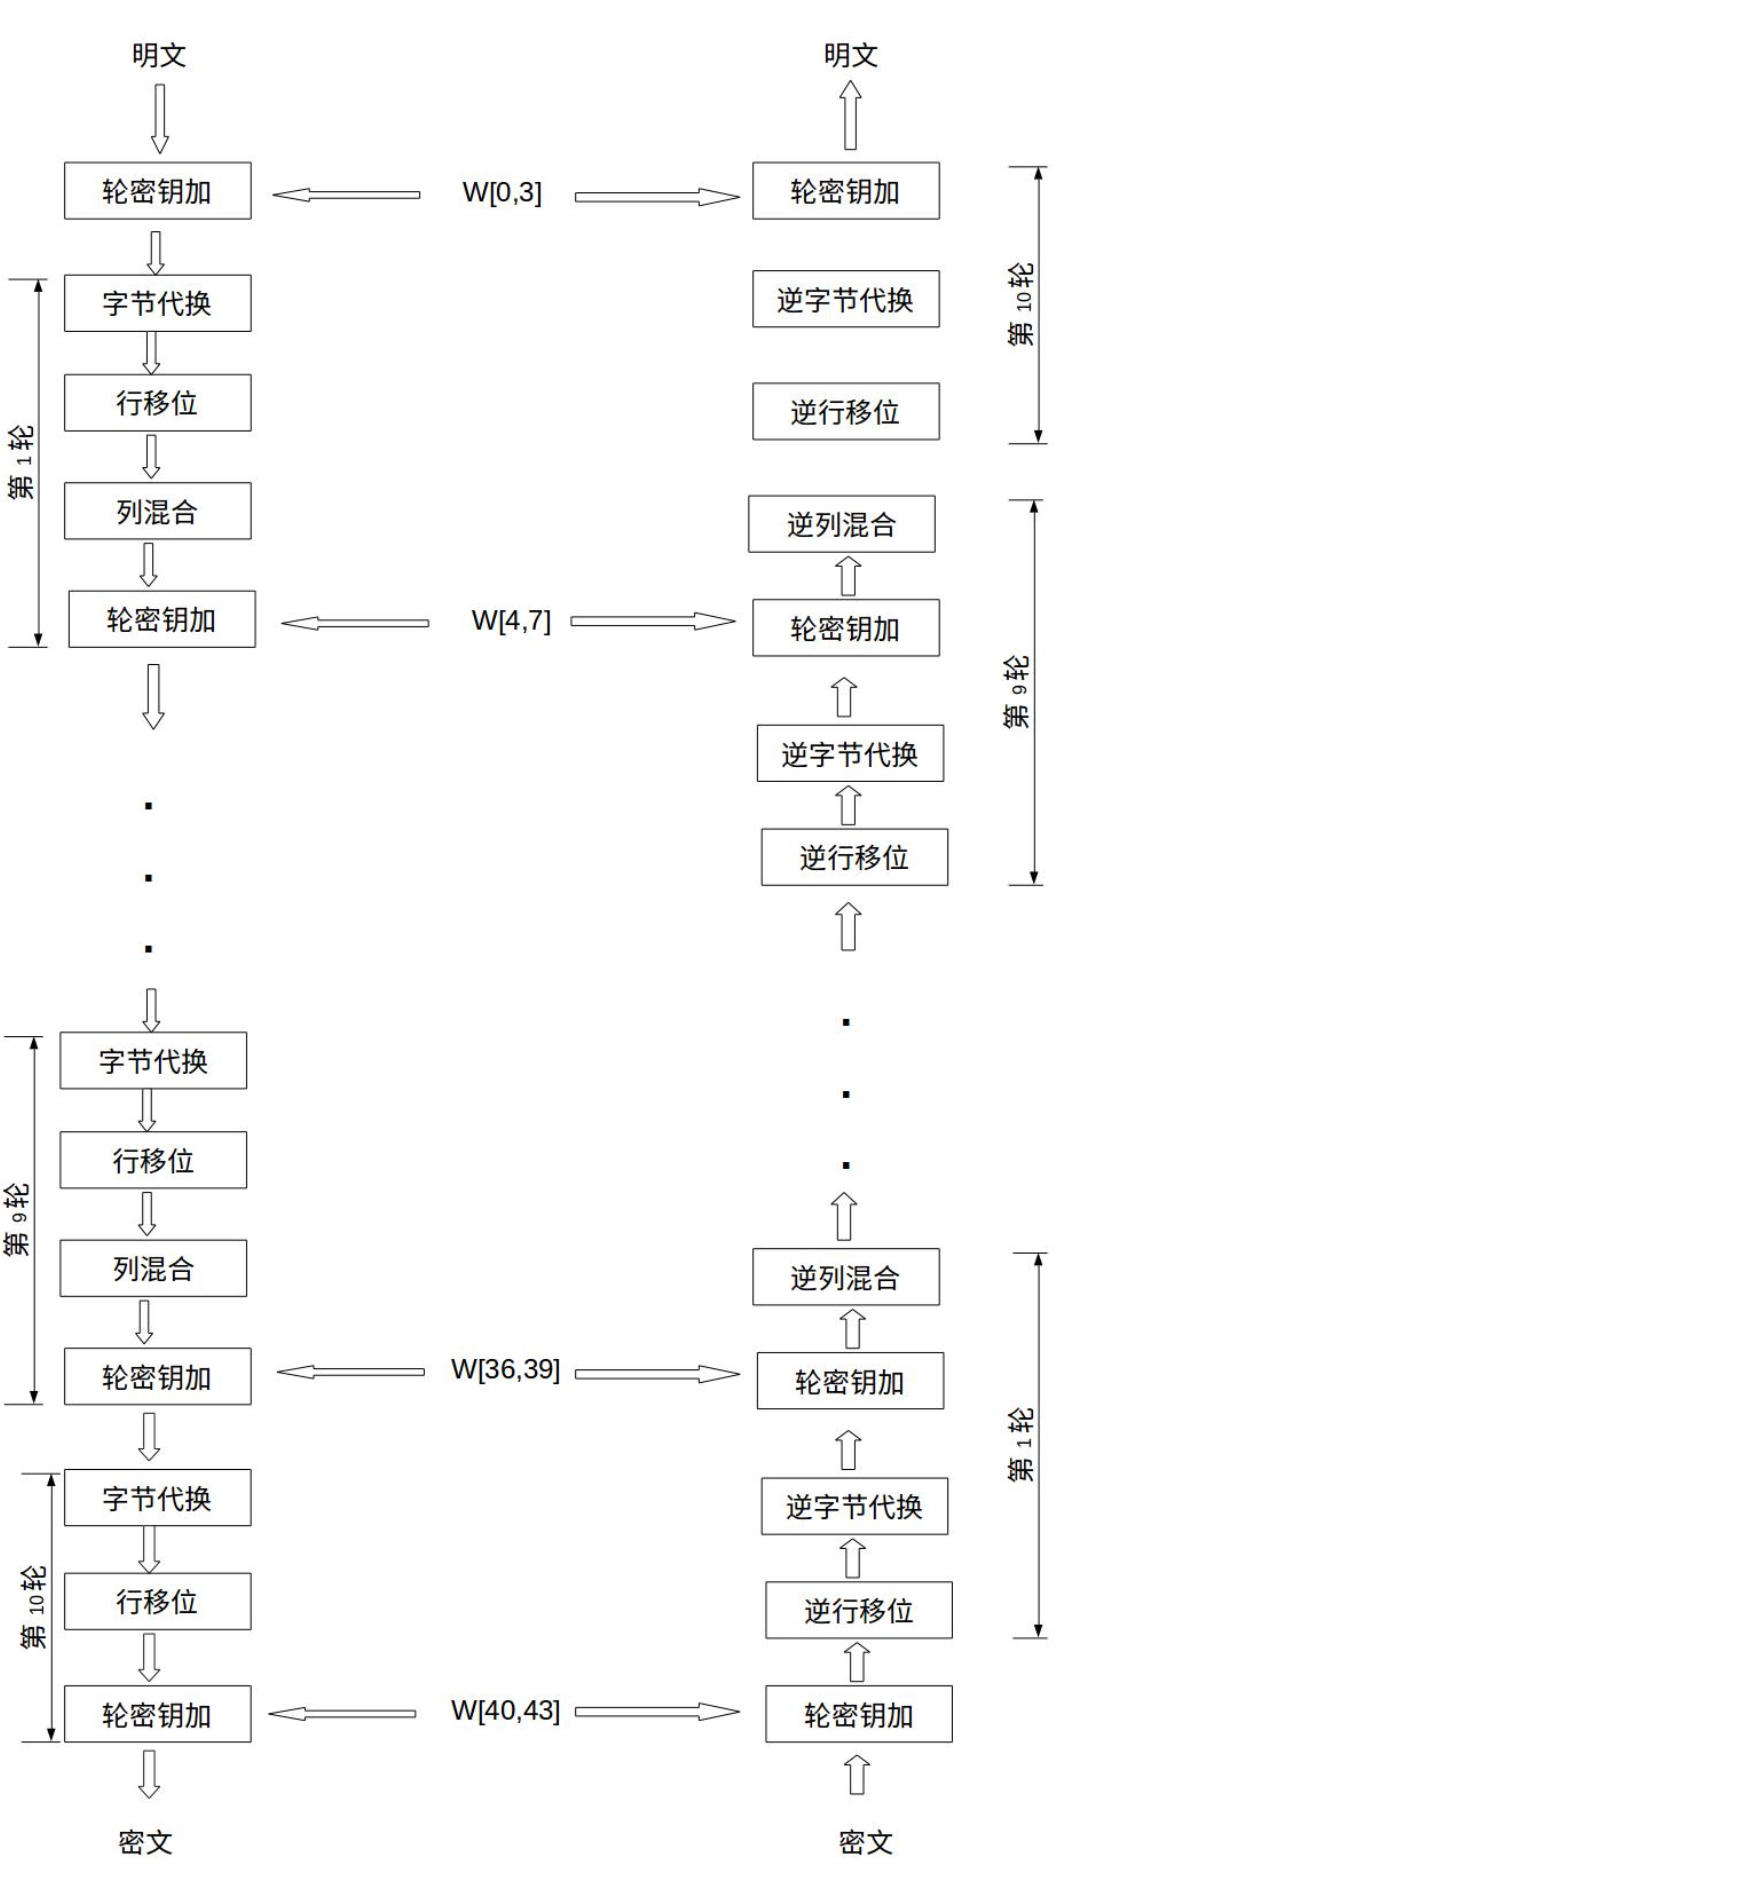 明文
轮密钥加
字节代换
行移位
列混合
轮密钥加
第 1 轮
.
.
.
字节代换
行移位
列混合
轮密钥加
第 9 轮
字节代换
行移位
轮密钥加
第 10 轮
密文
W[0,3]
W[4,7]
W[36,39]
W[40,43]
明文
轮密钥加
逆字节代换
逆行移位
第 10 轮
逆列混合
轮密钥加
逆字节代换
逆行移位
第 9 轮
.
.
.
逆列混合
轮密钥加
逆字节代换
逆行移位
第 1 轮
轮密钥加
密文